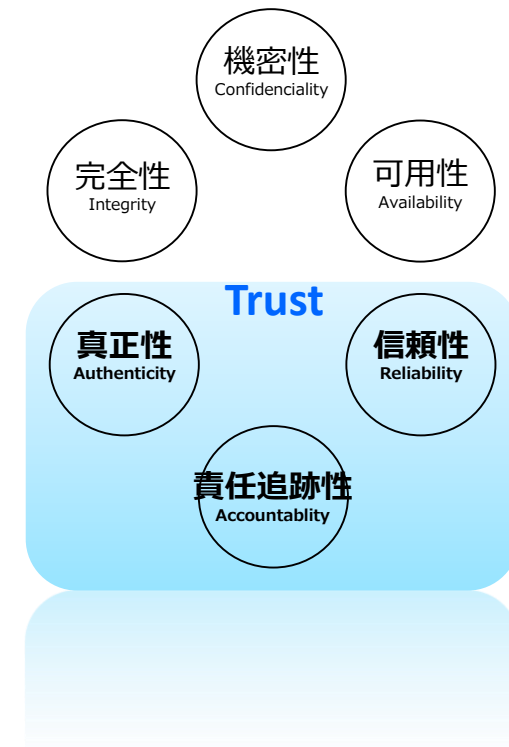 機密性
Confidenciality
完全性
Integrity
可用性
Availability
Trust
真正性
Authenticity
信頼性
Reliability
責任追跡性
Accountablity